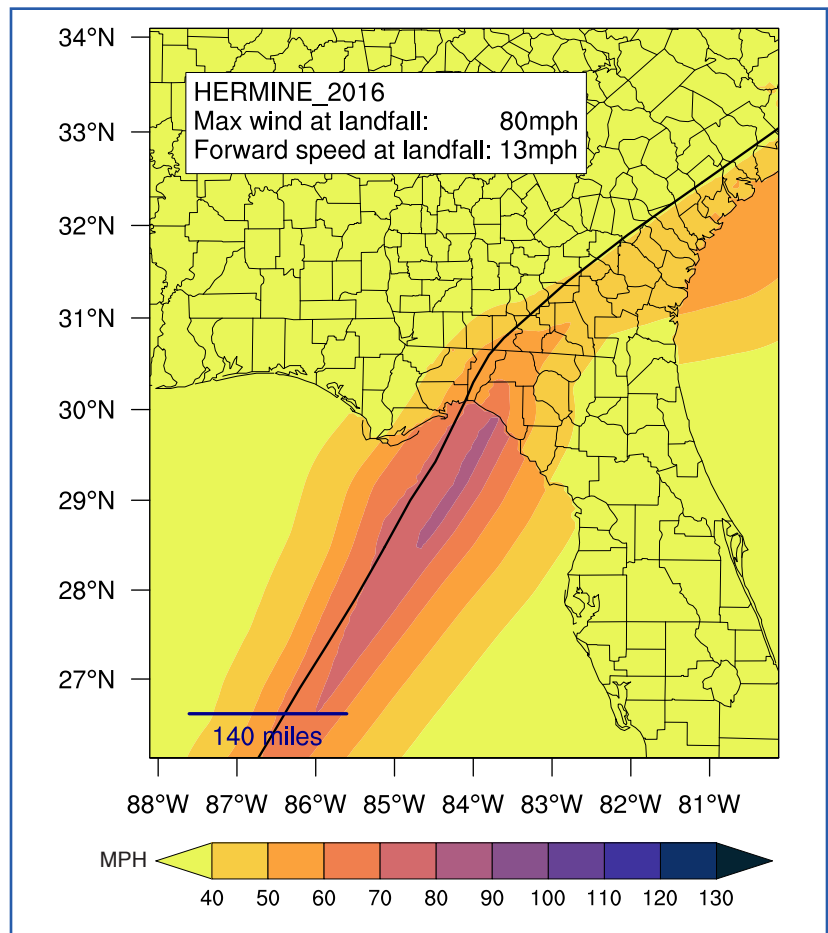 34°N
HERMINE_2016
Max wind at landfall: 80mph
Forward speed at landfall: 13mph
33°N
32°N
31°N
30°N
29°N
28°N
27°N
140 miles
88°W 87°W 86°W 85°W 84°W 83°W 82°W 81°W
MPH
40 50 60 70 80 90 100 110 120 130